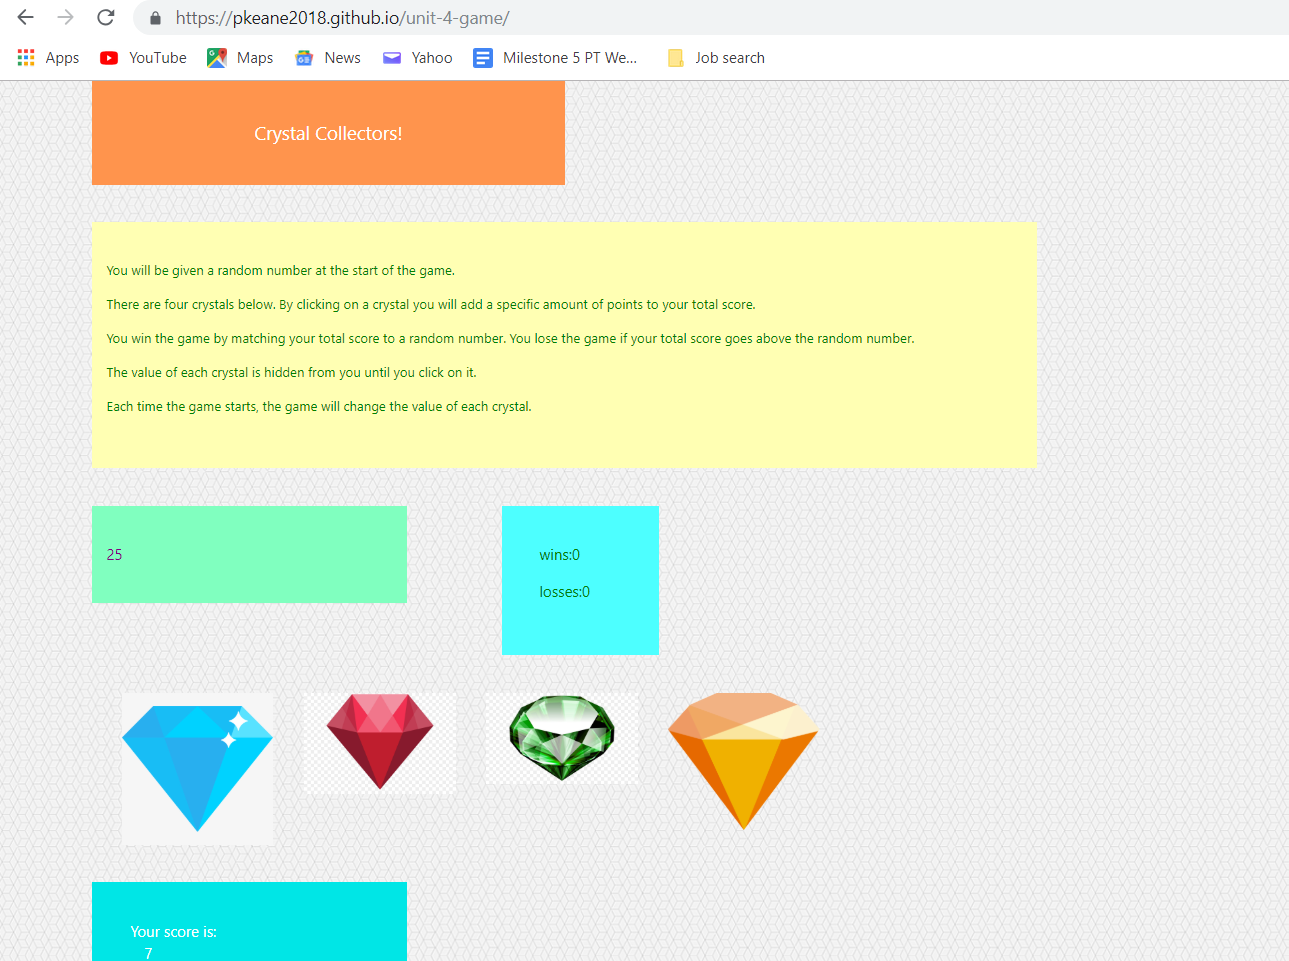 https://pkeane2018.github.io/unit-4-game/
Apps YouTube Maps News Yahoo Milestone 5 PT We... Job search
Crystal Collectors!
You will be given a random number at the start of the game.
There are four crystals below. By clicking on a crystal you will add a specific amount of points to your total score.
You win the game by matching your total score to a random number. You lose the game if your total score goes above the random number.
The value of each crystal is hidden from you until you click on it.
Each time the game starts, the game will change the value of each crystal.
25
wins:0
losses:0
Your score is:
7